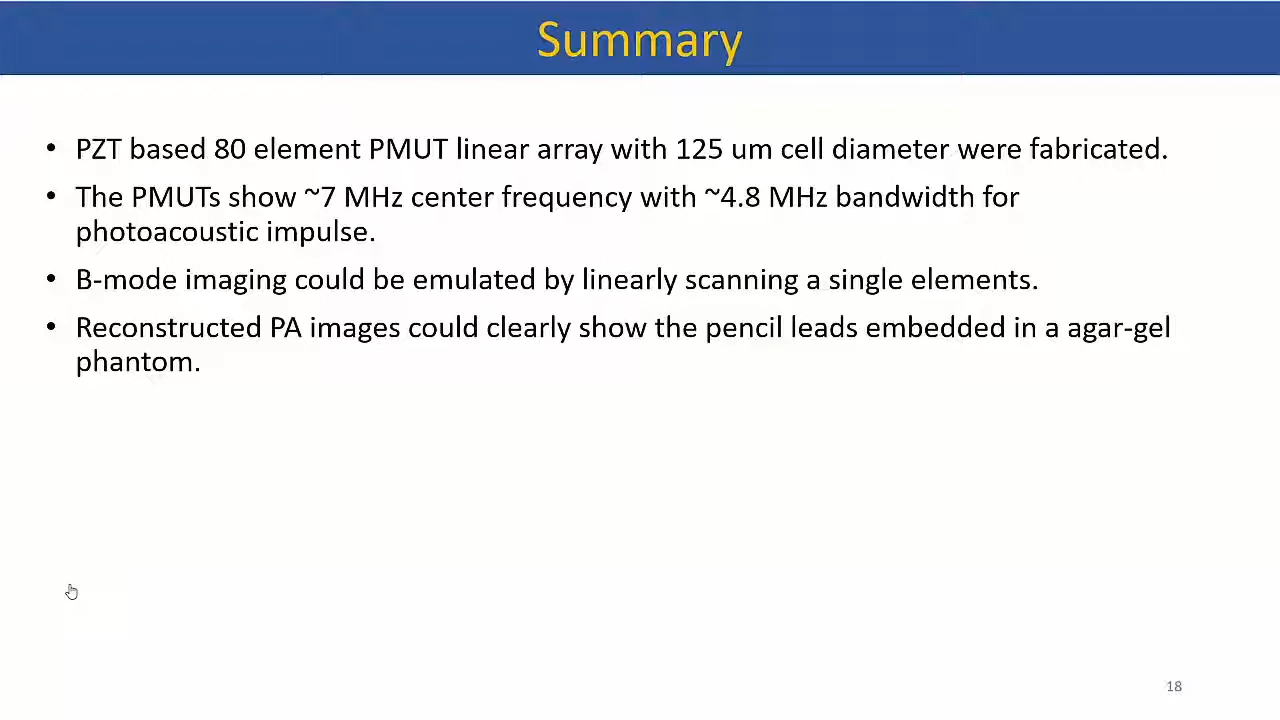 Summary
• PZT based 80 element PMUT linear array with 125 um cell diameter were fabricated.
• The PMUTs show ~7 MHz center frequency with ~4.8 MHz bandwidth for
photoacoustic impulse.
• B-mode imaging could be emulated by linearly scanning a single elements.
• Reconstructed PA images could clearly show the pencil leads embedded in a agar-gel
phantom.
18